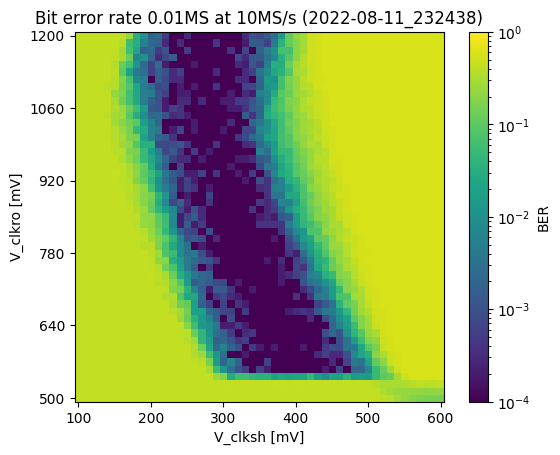 Bit error rate 0.01MS at 10MS/s (2022-08-11_232438)
1200
1060
920
780
640
500
V_clkro [mV]
100 200 300 400 500 600
V_clksh [mV]
10^0
10^-1
10^-2
10^-3
10^-4
BER